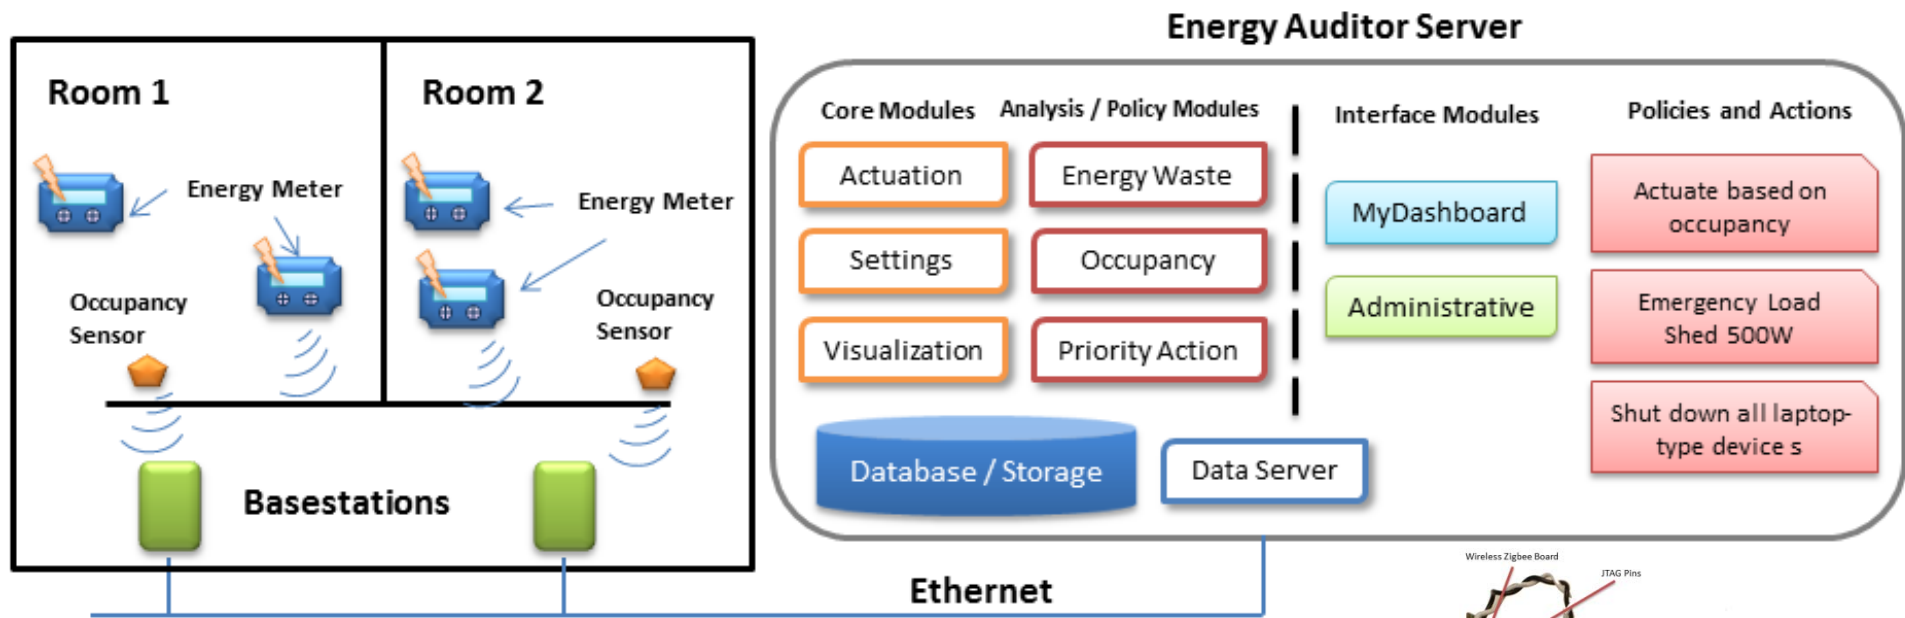 Energy Auditor Server
Room 1
Room 2
Energy Meter
Energy Meter
Occupancy
Sensor
Occupancy
Sensor
Basestations
Core Modules
Analysis / Policy Modules
Interface Modules
Policies and Actions
Actuation
Energy Waste
Settings
Occupancy
Visualization
Priority Action
MyDashboard
Administrative
Actuate based on
occupancy
Emergency Load
Shed 500W
Shut down all laptop-
type device s
Database / Storage
Data Server
Ethernet
Wireless Zigbee Board
JTAG Pins